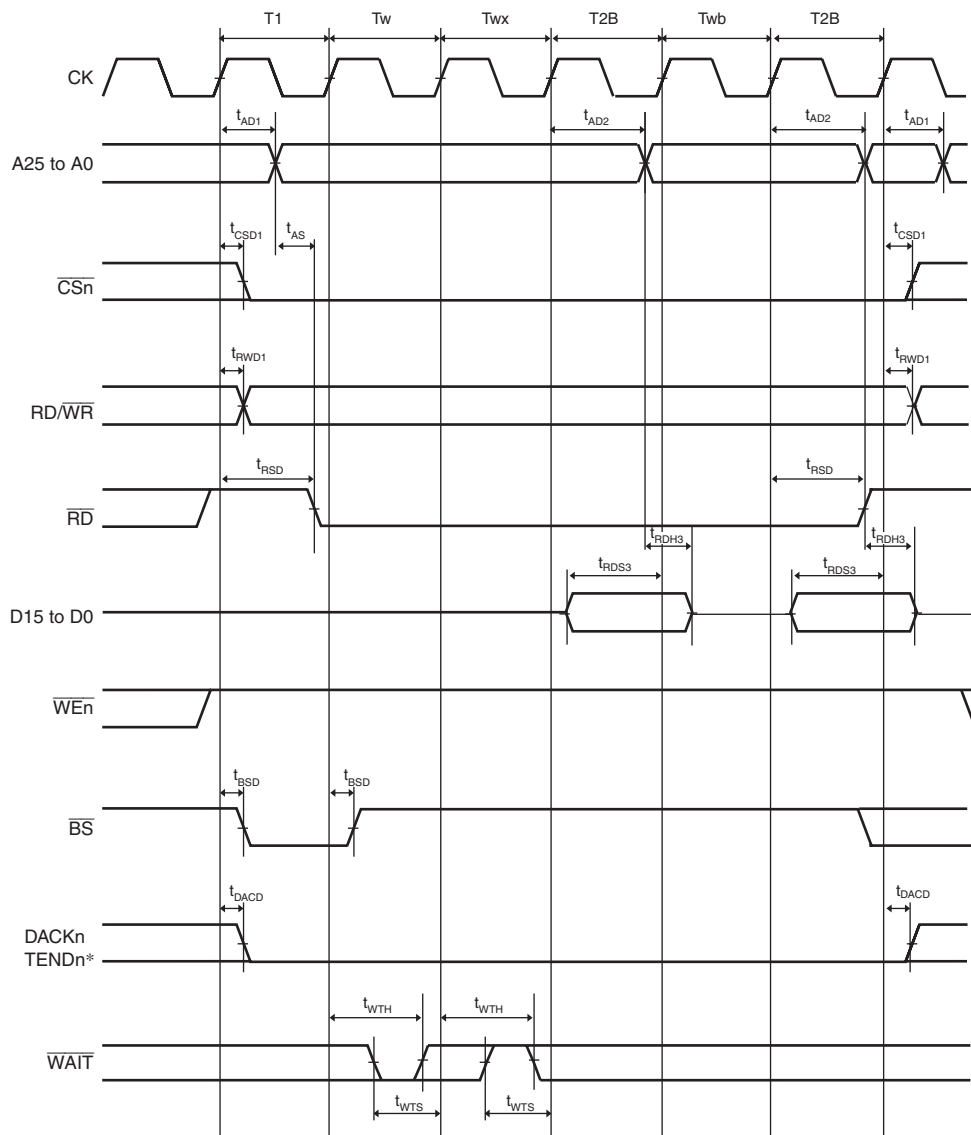 T1 Tw Twx T2B Twb T2B
CK
tAD1 tAD2 tAD2 tAD1
A25 to A0
tCSD1 tAS tCSD1
CSn
tRWD1 tRWD1
RD/WR
tRSD tRSD
RD
tRDH3 tRDH3
tRDS3 tRDS3
D15 to D0
WEn
tBSD tBSD
BS
tDACD tDACD
DACKn
TENDn*
tWTH tWTH
WAIT
tWTS tWTS